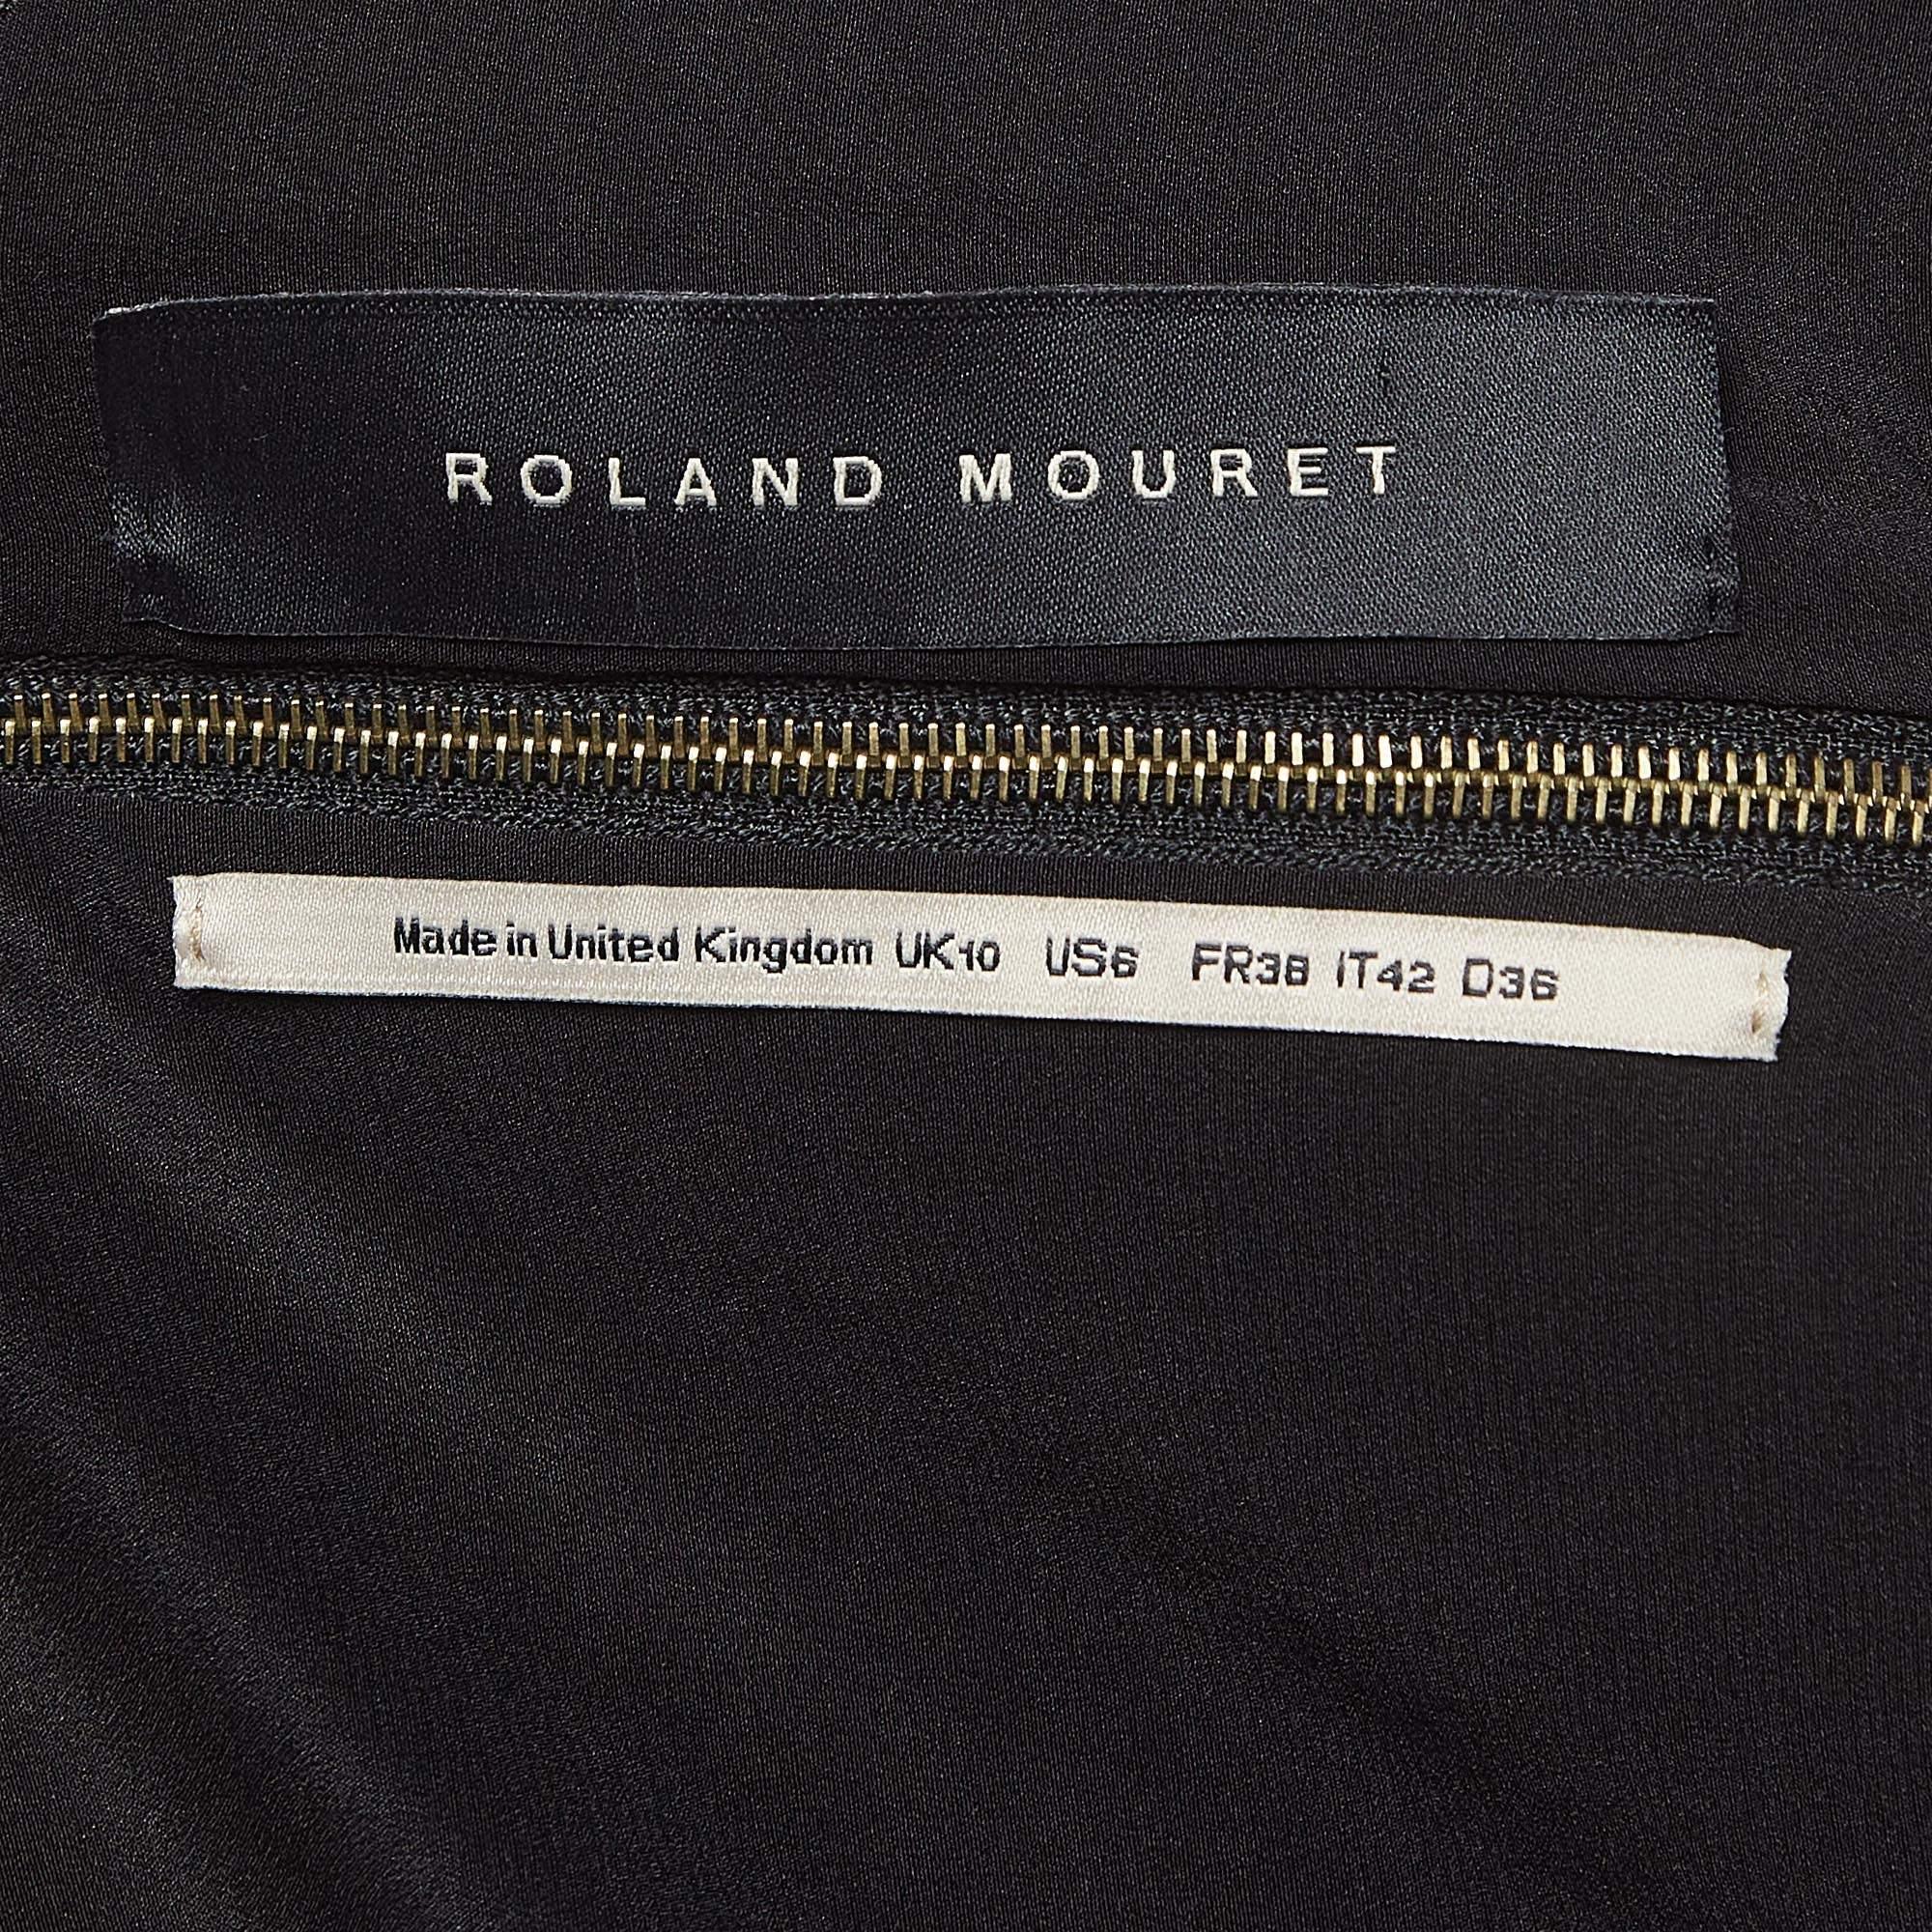 ROLAND MOURET
Made in United Kingdom UK10 US6 FR38 IT42 D36